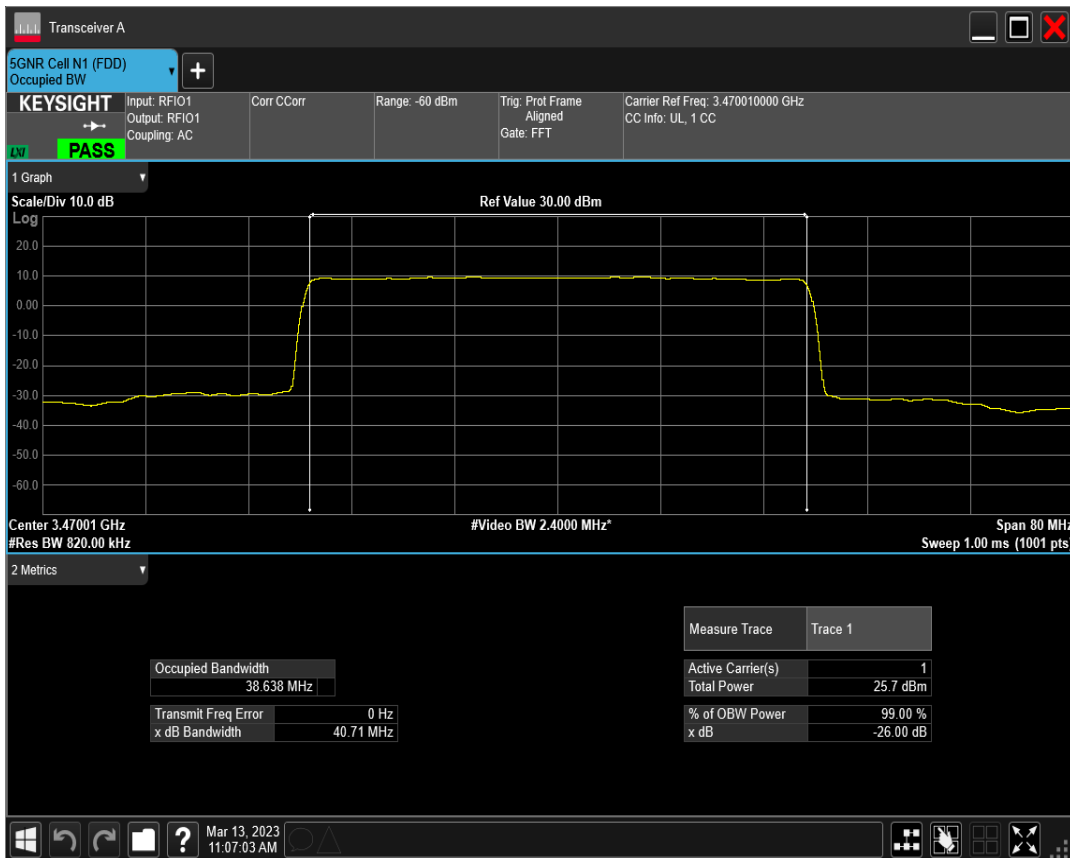 Transceiver A
5GNR Cell N1 (FDD)
Occupied BW
+
KEYSIGHT
LXI
PASS
Input: RFIO1
Output: RFIO1
Coupling: AC
Corr CCorr
Range: -60 dBm
Trig: Prot Frame
Aligned
Gate: FFT
Carrier Ref Freq: 3.470010000 GHz
CC Info: UL, 1 CC
1 Graph
Scale/Div 10.0 dB
Ref Value 30.00 dBm
Log
20.0
10.0
0.00
-10.0
-20.0
-30.0
-40.0
-50.0
-60.0
Center 3.47001 GHz
#Video BW 2.4000 MHz*
Span 80 MHz
#Res BW 820.00 kHz
Sweep 1.00 ms (1001 pts)
2 Metrics
Measure Trace Trace 1
Occupied Bandwidth
38.638 MHz
Active Carrier(s) 1
Total Power 25.7 dBm
Transmit Freq Error 0 Hz
x dB Bandwidth 40.71 MHz
% of OBW Power 99.00 %
x dB -26.00 dB
?
Mar 13, 2023
11:07:03 AM